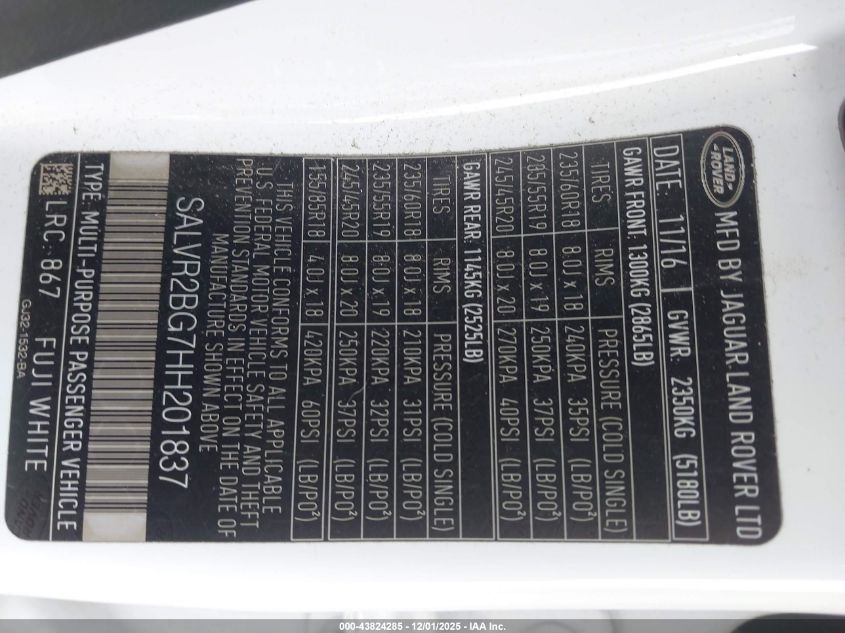 LAND ROVER
MFD BY JAGUAR LAND ROVER LTD
DATE: 11/16 GVWR: 2350KG (5180LB)
GAWR FRONT: 1300KG (2865LB)
TIRES RIMS PRESSURE (COLD SINGLE)
235/60R18 8.0J x 18 240KPA 35PSI (LB/PO²)
235/55R19 8.0J x 19 250KPA 37PSI (LB/PO²)
245/45R20 8.0J x 20 270KPA 40PSI (LB/PO²)
GAWR REAR: 1145KG (2525LB)
TIRES RIMS PRESSURE (COLD SINGLE)
235/60R18 8.0J x 18 210KPA 31PSI (LB/PO²)
235/55R19 8.0J x 19 220KPA 32PSI (LB/PO²)
245/45R20 8.0J x 20 250KPA 37PSI (LB/PO²)
155/85R18 4.0J x 18 420KPA 60PSI (LB/PO²)
THIS VEHICLE CONFORMS TO ALL APPLICABLE
U.S FEDERAL MOTOR VEHICLE SAFETY AND THEFT
PREVENTION STANDARDS IN EFFECT ON THE DATE OF
MANUFACTURE SHOWN ABOVE
SALVR2BG7HH201837
TYPE: MULTI-PURPOSE PASSENGER VEHICLE
LRC: 867 FUJI WHITE
GJ32-1532-BA
000-43824285 - 12/01/2025 - IAA Inc.